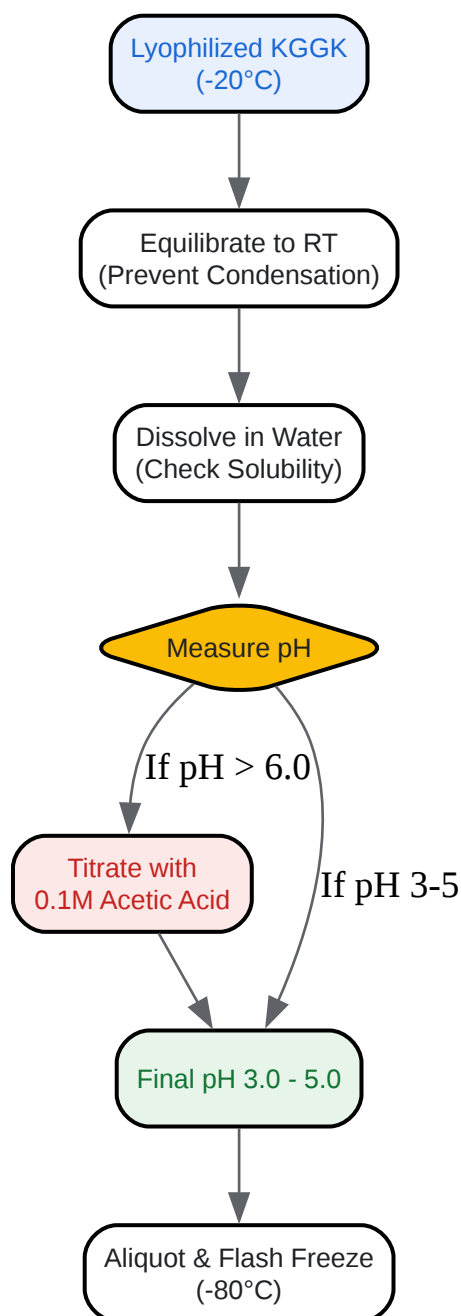 Lyophilized KGGK
(-20°C)
Equilibrate to RT
(Prevent Condensation)
Dissolve in Water
(Check Solubility)
Measure pH
If pH > 6.0
Titrate with
0.1M Acetic Acid
If pH 3-5
Final pH 3.0 - 5.0
Aliquot & Flash Freeze
(-80°C)